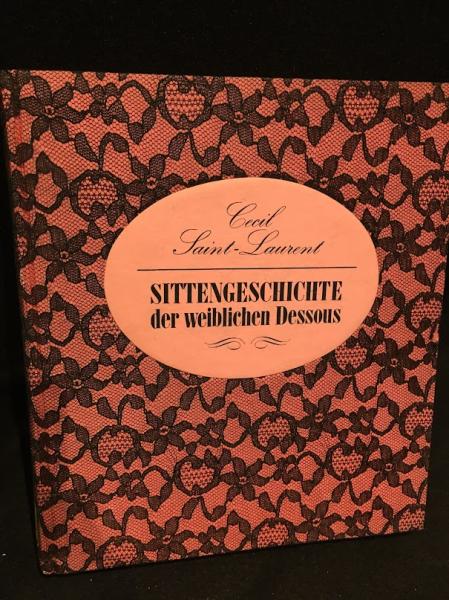 Cecil
Saint-Laurent
SITTENGESCHICHTE
der weiblichen Dessous